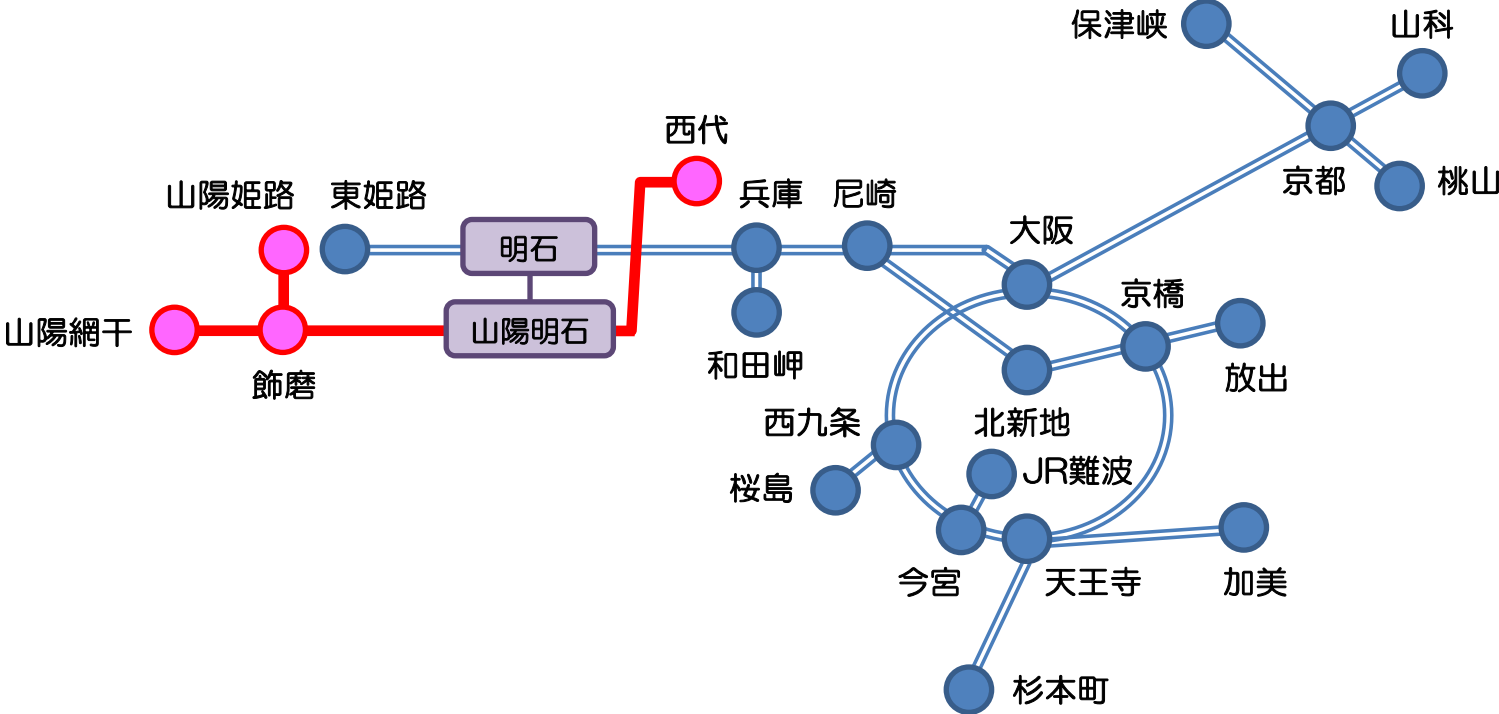 保津峡
山科
西代
山陽姫路
東姫路
兵庫
尼崎
京都
桃山
大阪
明石
京橋
山陽網干
山陽明石
飾磨
和田岬
放出
西九条
北新地
JR難波
桜島
今宮
天王寺
加美
杉本町